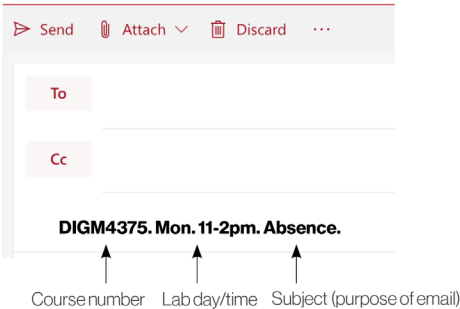 Send Attach Discard ...
To
Cc
DIGM4375. Mon. 11-2pm. Absence.
Course number Lab day/time Subject (purpose of email)